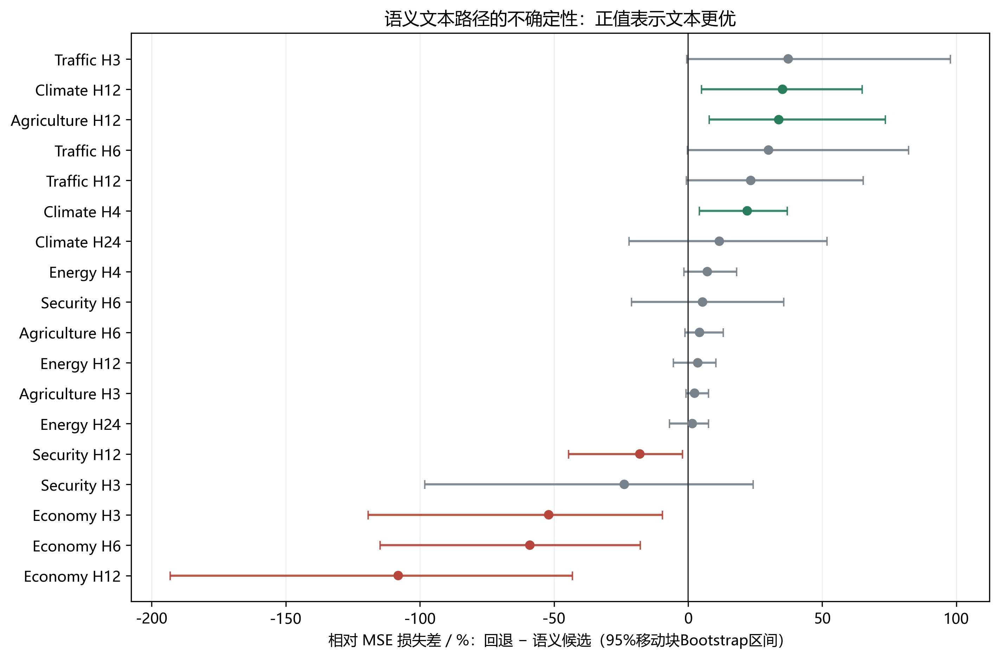 语义文本路径的不确定性：正值表示文本更优
Traffic H3
Climate H12
Agriculture H12
Traffic H6
Traffic H12
Climate H4
Climate H24
Energy H4
Security H6
Agriculture H6
Energy H12
Agriculture H3
Energy H24
Security H12
Security H3
Economy H3
Economy H6
Economy H12
-200 -150 -100 -50 0 50 100
相对 MSE 损失差 / %：回退 − 语义候选（95%移动块Bootstrap区间）